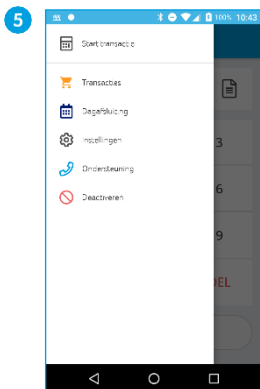 5
100% 10:43
Start transactie
Transacties
Dagafsluiting
Instellingen
Ondersteuning
Deactiveren
3
6
9
DEL